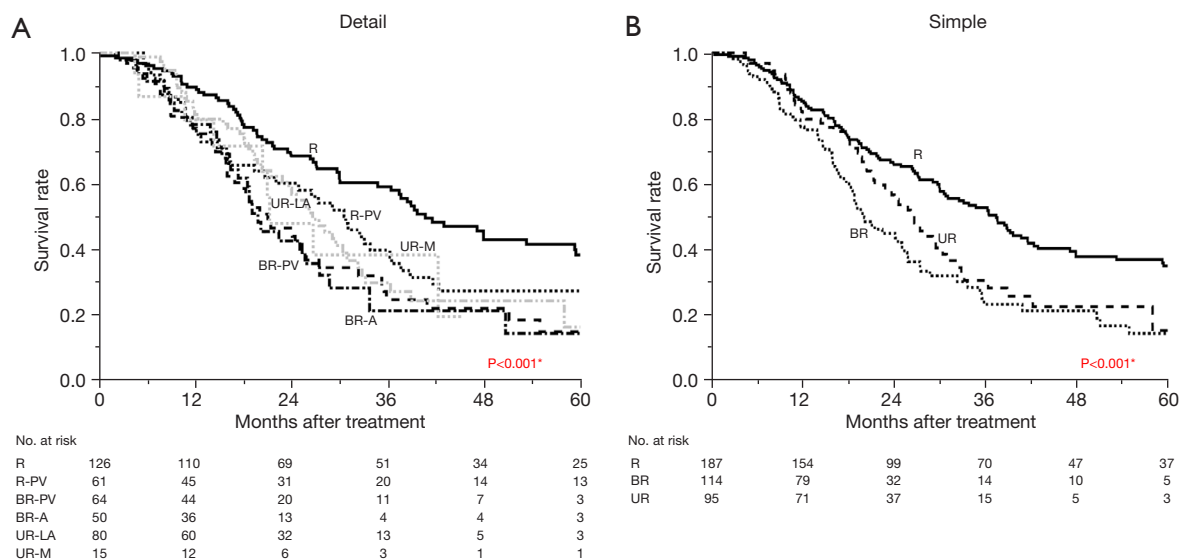 A
Detail
1.0
0.8
0.6
0.4
0.2
0.0
Survival rate
R
UR-LA
R-PV
UR-M
BR-PV
BR-A
P<0.001*
0 12 24 36 48 60
Months after treatment
No. at risk
R 126 110 69 51 34 25
R-PV 61 45 31 20 14 13
BR-PV 64 44 20 11 7 3
BR-A 50 36 13 4 4 3
UR-LA 80 60 32 13 5 3
UR-M 15 12 6 3 1 1
B
Simple
1.0
0.8
0.6
0.4
0.2
0.0
Survival rate
R
UR
BR
P<0.001*
0 12 24 36 48 60
Months after treatment
No. at risk
R 187 154 99 70 47 37
BR 114 79 32 14 10 5
UR 95 71 37 15 5 3